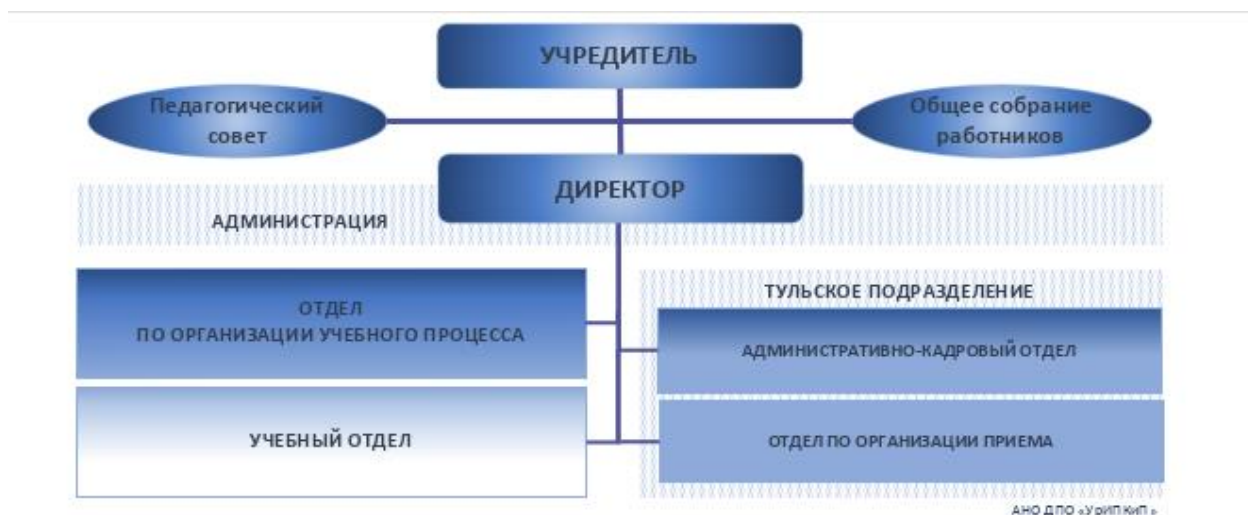 УЧРЕДИТЕЛЬ
Педагогический
совет
Общее собрание
работников
ДИРЕКТОР
АДМИНИСТРАЦИЯ
ОТДЕЛ
ПО ОРГАНИЗАЦИИ УЧЕБНОГО ПРОЦЕССА
УЧЕБНЫЙ ОТДЕЛ
ТУЛЬСКОЕ ПОДРАЗДЕЛЕНИЕ
АДМИНИСТРАТИВНО-КАДРОВЫЙ ОТДЕЛ
ОТДЕЛ ПО ОРГАНИЗАЦИИ ПРИЕМА
АНО ДПО «УрИПКиП»